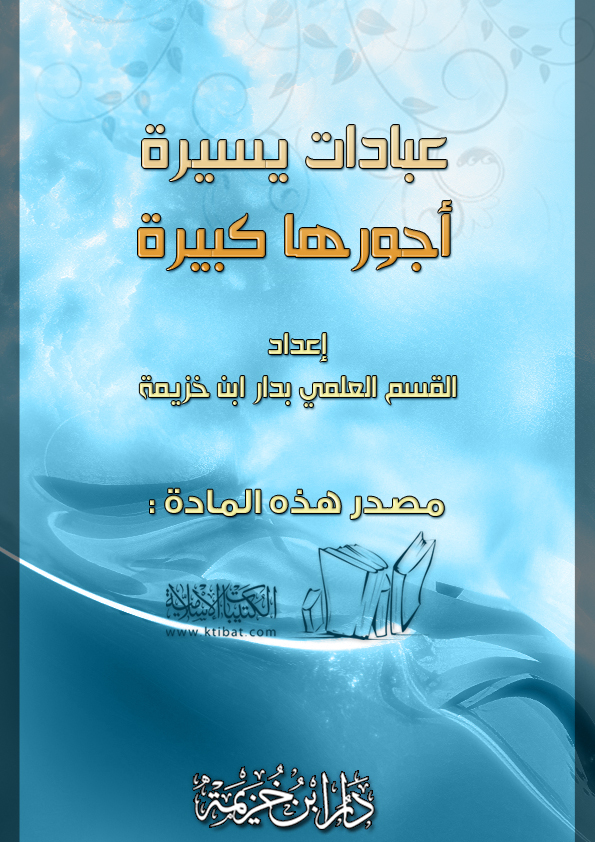 عبادات يسيرة
أجورها كبيرة
إعداد
القسم العلمي بدار ابن خزيمة
مصدر هذه المادة :
الكتيبات الإسلامية
www.ktibat.com
دار ابن خزيمة